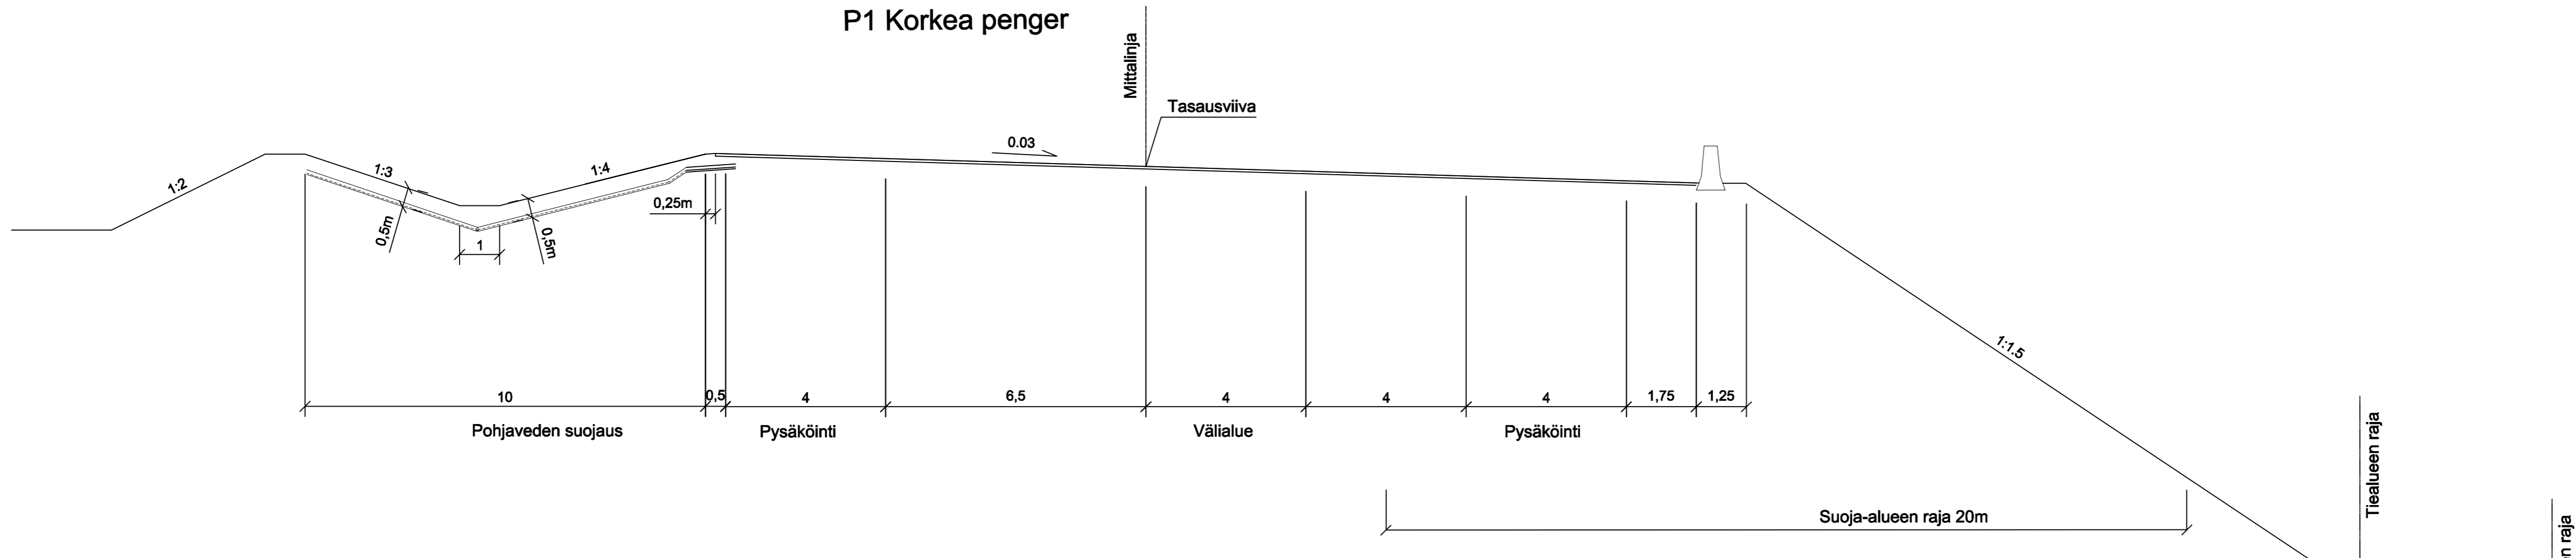 P1 Korkea penger
Mittalinja
Tasausviiva
0.03
1:2
1:3
1:4
0,5m
1
0,5m
0,25m
1:1.5
10
0,5
4
6,5
4
4
4
1,75
1,25
Pohjaveden suojaus
Pysäköinti
Välialue
Pysäköinti
Suoja-alueen raja 20m
Tiealueen raja
raja